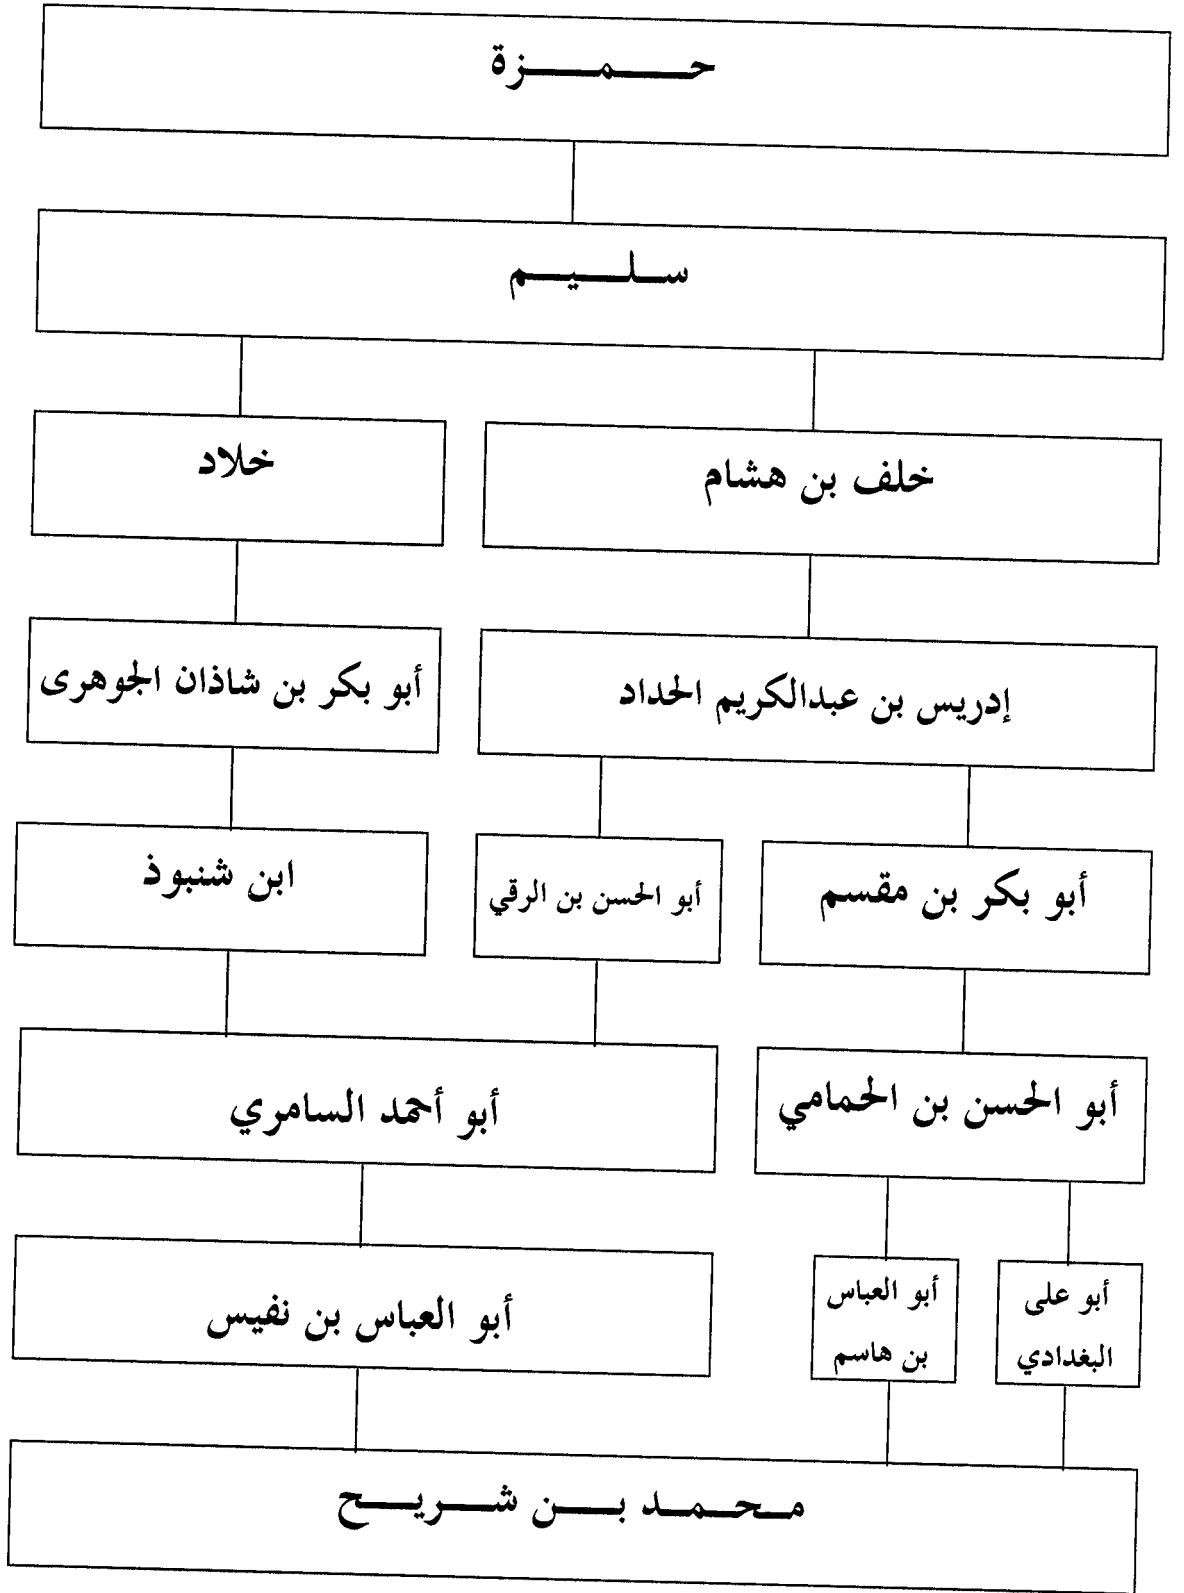 حمزة
سليم
خلف بن هشام
خلاد
إدريس بن عبدالكريم الحداد
أبو بكر بن شاذان الجوهرى
أبو بكر بن مقسم
أبو الحسن بن الرقي
ابن شنبوذ
أبو الحسن بن الحمامي
أبو أحمد السامري
أبو على
البغدادي
أبو العباس
بن هاسم
أبو العباس بن نفيس
محمد بن شريح